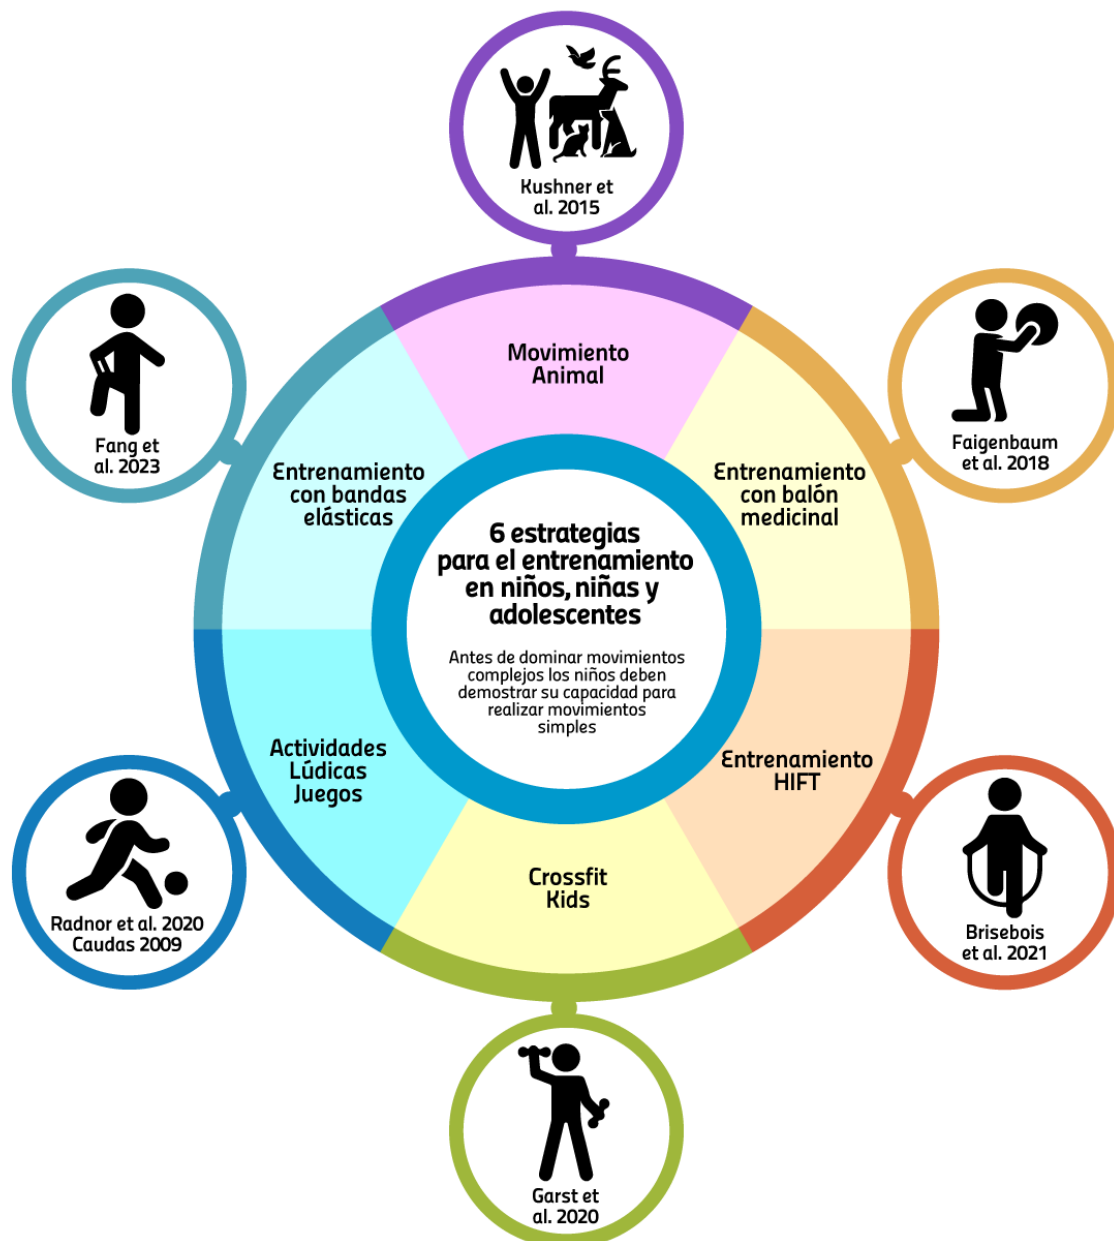 Kushner et
al. 2015
Movimiento
Animal
Faigenbaum
et al. 2018
Entrenamiento
con balón
medicinal
Entrenamiento
HIFT
Brisebois
et al. 2021
Crossfit
Kids
Garst et
al. 2020
Actividades
Lúdicas
Juegos
Radnor et al. 2020
Caudas 2009
Entrenamiento
con bandas
elásticas
Fang et
al. 2023
6 estrategias
para el entrenamiento
en niños, niñas y
adolescentes
Antes de dominar movimientos
complejos los niños deben
demostrar su capacidad para
realizar movimientos
simples